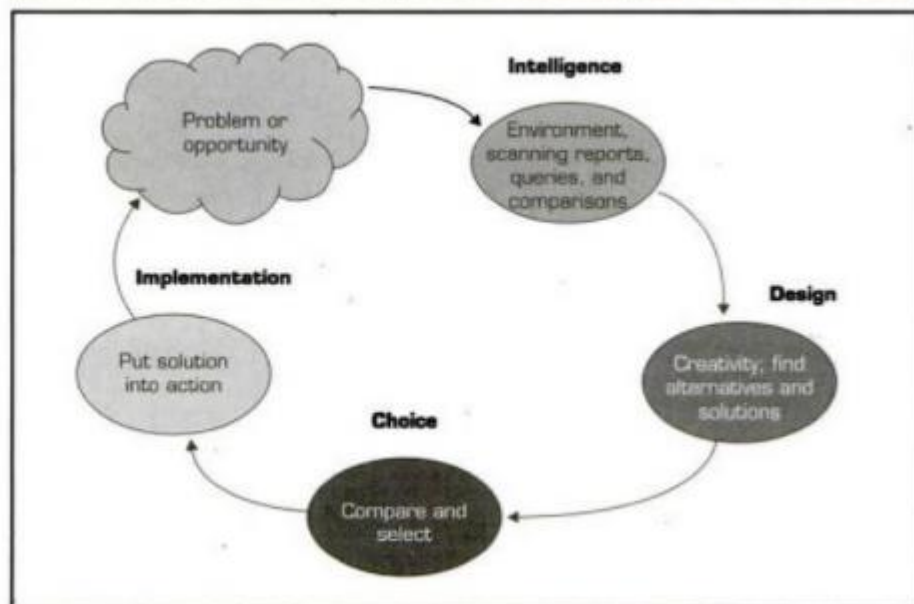 Problem or
opportunity
Intelligence
Environment,
scanning reports,
queries, and
comparisons
Design
Creativity; find
alternatives and
solutions
Choice
Compare and
select
Implementation
Put solution
into action